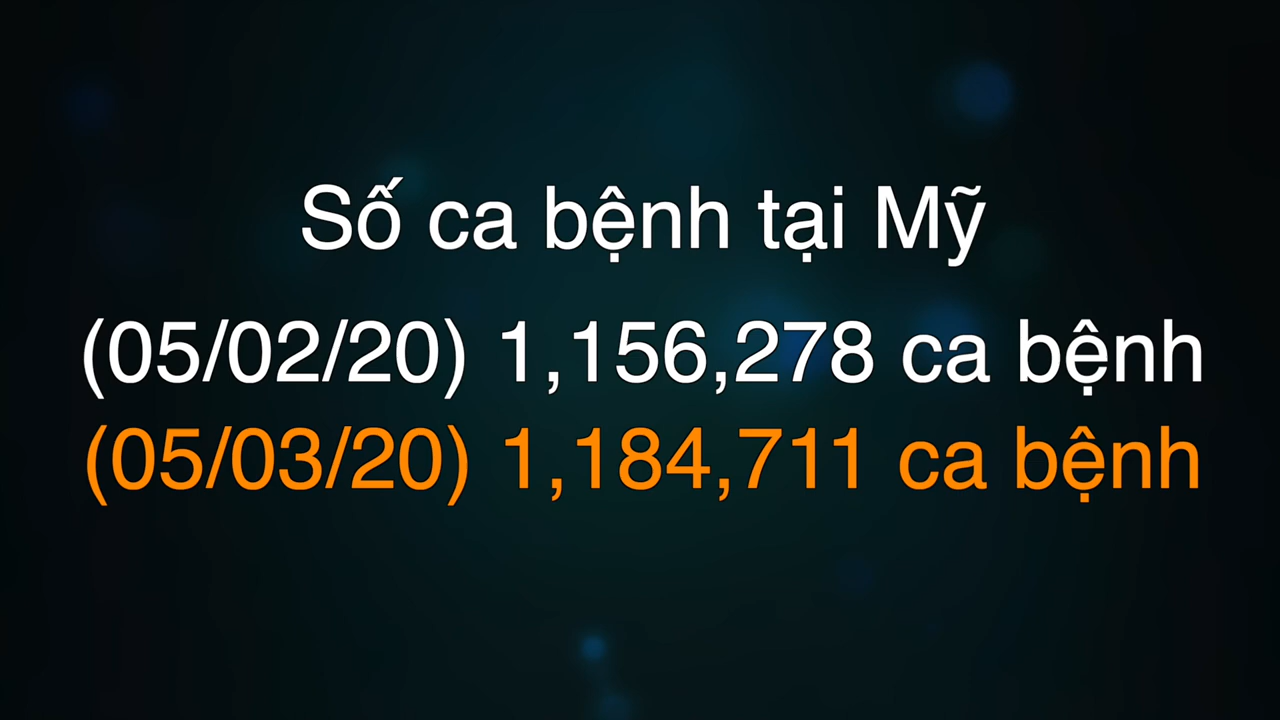 Số ca bệnh tại Mỹ
(05/02/20) 1,156,278 ca bệnh
(05/03/20) 1,184,711 ca bệnh